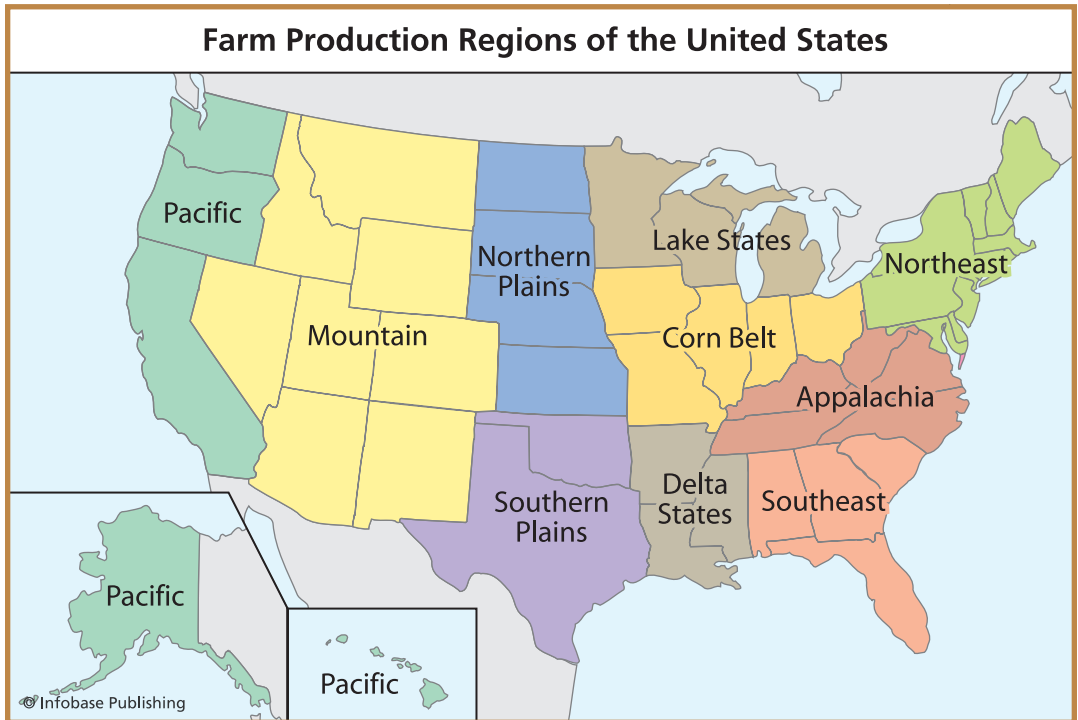 Farm Production Regions of the United States
Pacific
Northern
Plains
Lake States
Northeast
Mountain
Corn Belt
Appalachia
Southern
Plains
Delta
States
Southeast
Pacific
Pacific
© Infobase Publishing